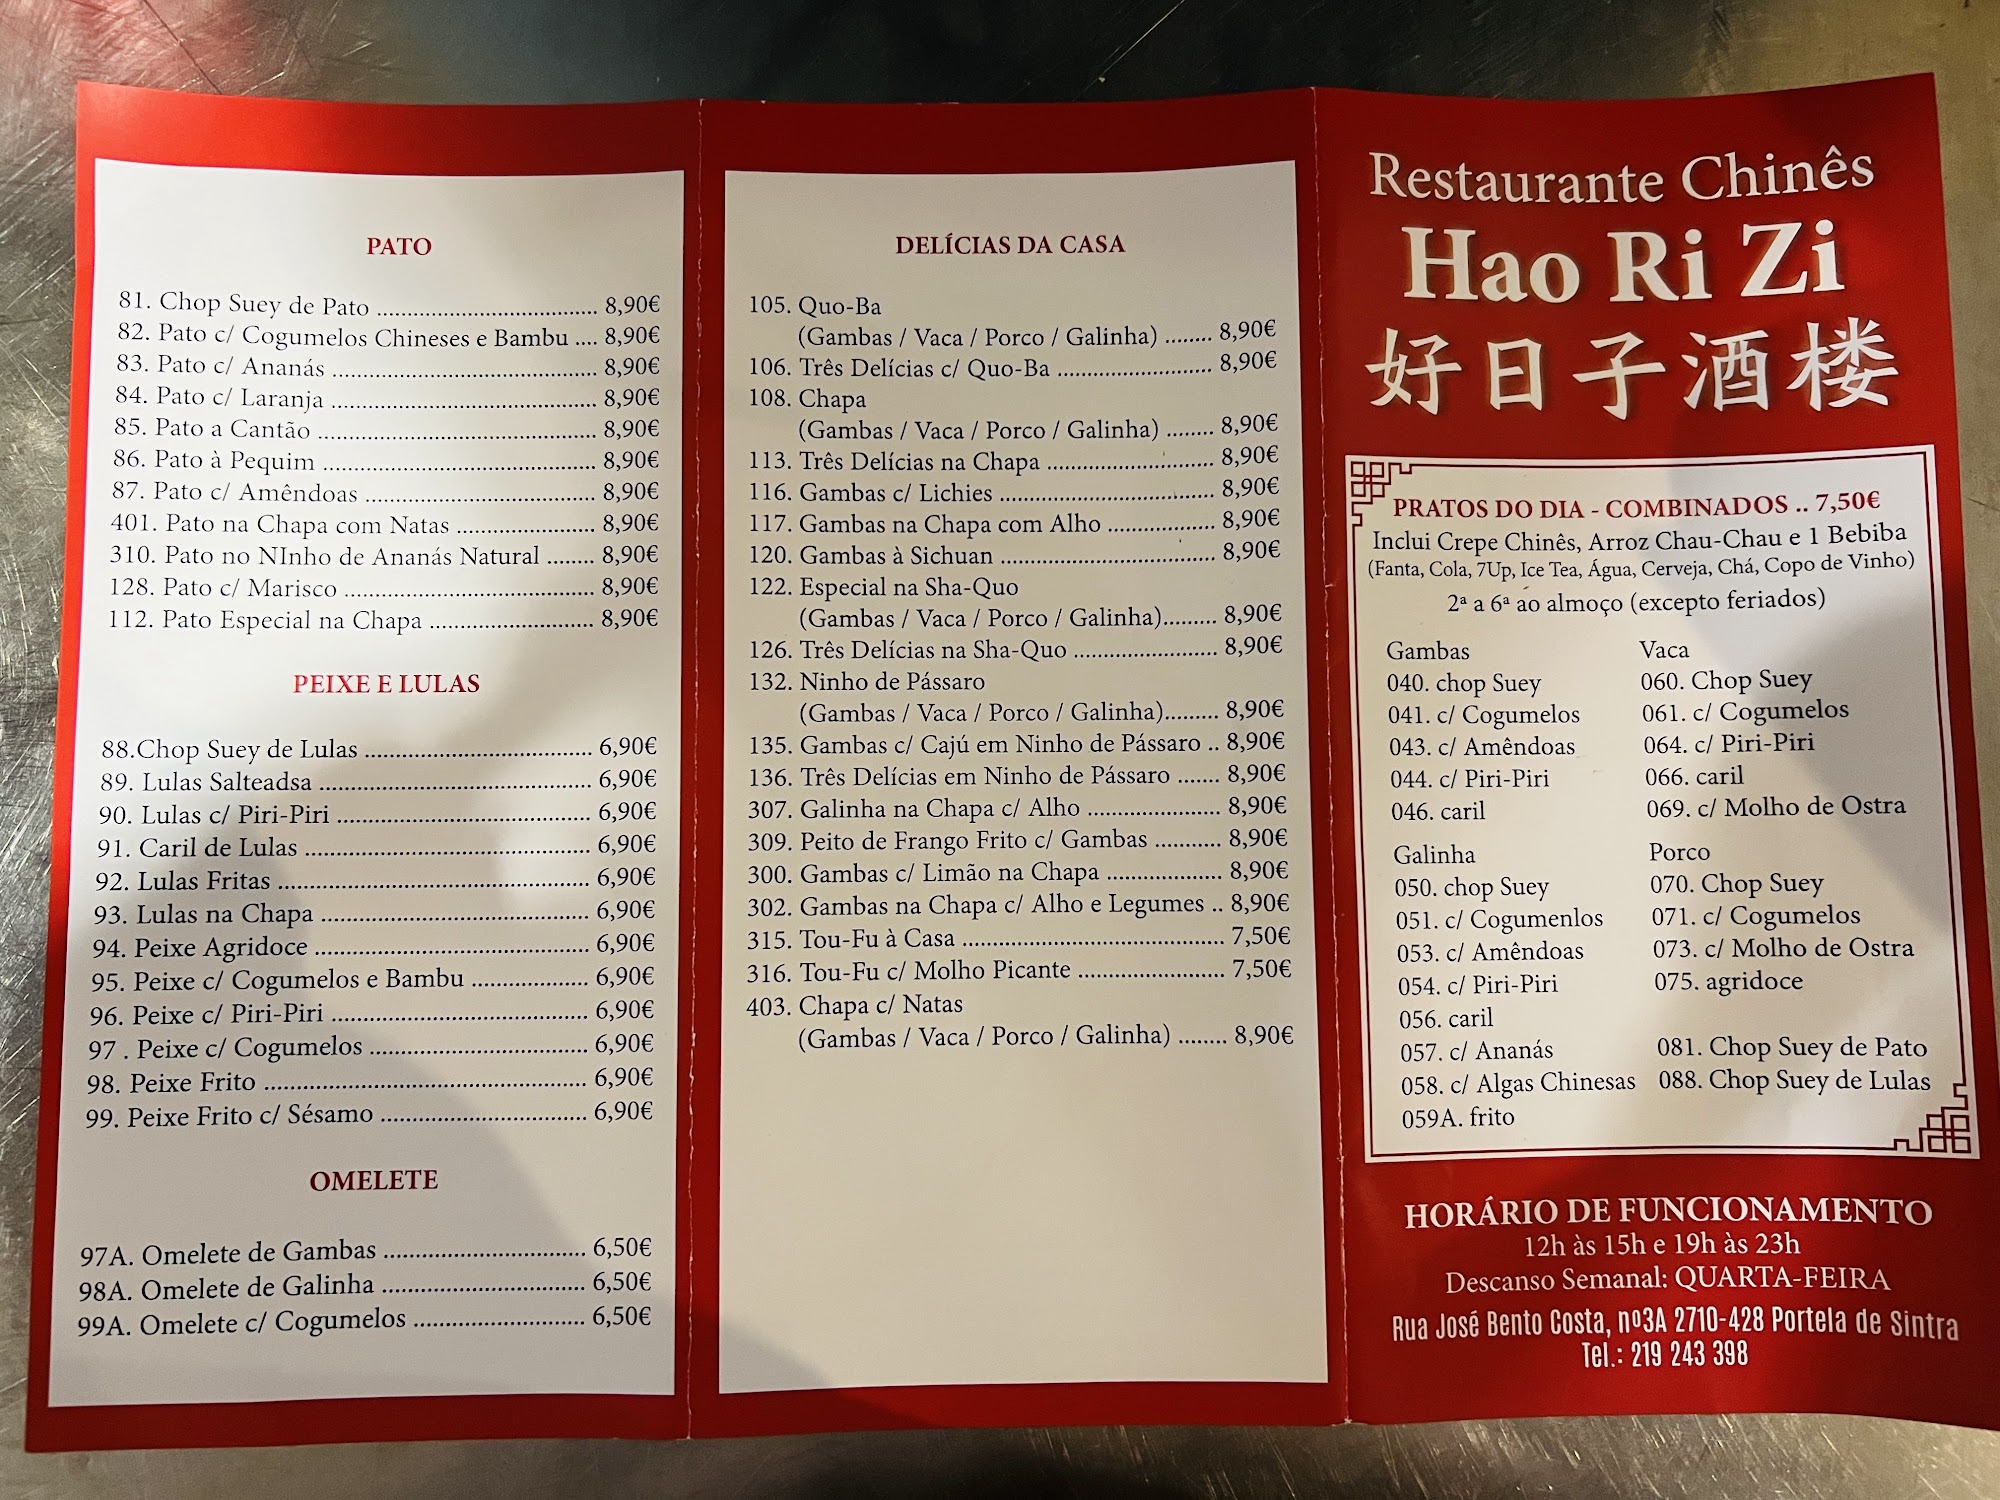 PATO
81. Chop Suey de Pato ........ 8,90€
82. Pato c/ Cogumelos Chineses e Bambu .... 8,90€
83. Pato c/ Ananás ........ 8,90€
84. Pato c/ Laranja ........ 8,90€
85. Pato a Cantão ........ 8,90€
86. Pato à Pequim ........ 8,90€
87. Pato c/ Amêndoas ........ 8,90€
401. Pato na Chapa com Natas ........ 8,90€
310. Pato no NInho de Ananás Natural ........ 8,90€
128. Pato c/ Marisco ........ 8,90€
112. Pato Especial na Chapa ........ 8,90€
PEIXE E LULAS
88.Chop Suey de Lulas ........ 6,90€
89. Lulas Salteadsa ........ 6,90€
90. Lulas c/ Piri-Piri ........ 6,90€
91. Caril de Lulas ........ 6,90€
92. Lulas Fritas ........ 6,90€
93. Lulas na Chapa ........ 6,90€
94. Peixe Agridoce ........ 6,90€
95. Peixe c/ Cogumelos e Bambu ........ 6,90€
96. Peixe c/ Piri-Piri ........ 6,90€
97 . Peixe c/ Cogumelos ........ 6,90€
98. Peixe Frito ........ 6,90€
99. Peixe Frito c/ Sésamo ........ 6,90€
OMELETE
97A. Omelete de Gambas ........ 6,50€
98A. Omelete de Galinha ........ 6,50€
99A. Omelete c/ Cogumelos ........ 6,50€
DELÍCIAS DA CASA
105. Quo-Ba
(Gambas / Vaca / Porco / Galinha) ........ 8,90€
106. Três Delícias c/ Quo-Ba ........ 8,90€
108. Chapa
(Gambas / Vaca / Porco / Galinha) ........ 8,90€
113. Três Delícias na Chapa ........ 8,90€
116. Gambas c/ Lichies ........ 8,90€
117. Gambas na Chapa com Alho ........ 8,90€
120. Gambas à Sichuan ........ 8,90€
122. Especial na Sha-Quo
(Gambas / Vaca / Porco / Galinha)......... 8,90€
126. Três Delícias na Sha-Quo ........ 8,90€
132. Ninho de Pássaro
(Gambas / Vaca / Porco / Galinha)......... 8,90€
135. Gambas c/ Cajú em Ninho de Pássaro .. 8,90€
136. Três Delícias em Ninho de Pássaro ....... 8,90€
307. Galinha na Chapa c/ Alho ........ 8,90€
309. Peito de Frango Frito c/ Gambas ........ 8,90€
300. Gambas c/ Limão na Chapa ........ 8,90€
302. Gambas na Chapa c/ Alho e Legumes .. 8,90€
315. Tou-Fu à Casa ........ 7,50€
316. Tou-Fu c/ Molho Picante ........ 7,50€
403. Chapa c/ Natas
(Gambas / Vaca / Porco / Galinha) ........ 8,90€
Restaurante Chinês
Hao Ri Zi
好日子酒楼
PRATOS DO DIA - COMBINADOS .. 7,50€
Inclui Crepe Chinês, Arroz Chau-Chau e 1 Bebiba
(Fanta, Cola, 7Up, Ice Tea, Água, Cerveja, Chá, Copo de Vinho)
2ª a 6ª ao almoço (excepto feriados)
Gambas
040. chop Suey
041. c/ Cogumelos
043. c/ Amêndoas
044. c/ Piri-Piri
046. caril
Vaca
060. Chop Suey
061. c/ Cogumelos
064. c/ Piri-Piri
066. caril
069. c/ Molho de Ostra
Galinha
050. chop Suey
051. c/ Cogumenlos
053. c/ Amêndoas
054. c/ Piri-Piri
056. caril
057. c/ Ananás
058. c/ Algas Chinesas
059A. frito
Porco
070. Chop Suey
071. c/ Cogumelos
073. c/ Molho de Ostra
075. agridoce
081. Chop Suey de Pato
088. Chop Suey de Lulas
HORÁRIO DE FUNCIONAMENTO
12h às 15h e 19h às 23h
Descanso Semanal: QUARTA-FEIRA
Rua José Bento Costa, nº3A 2710-428 Portela de Sintra
Tel.: 219 243 398